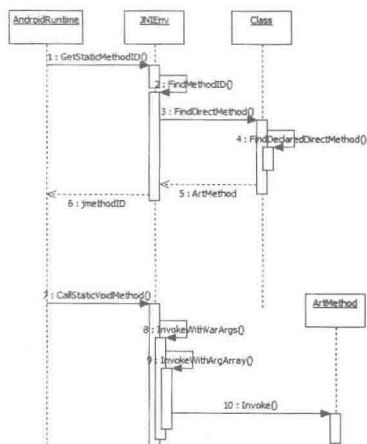 AndroidRuntime
JNIEnv
Class
1 : GetStaticMethodID()
2 : FindMethodID()
3 : FindDirectMethod()
4 : FindDeclaredDirectMethod()
5 : ArtMethod
6 : jmethodID
7 : CallStaticVoidMethod()
ArtMethod
8 : InvokeWithVarArgs()
9 : InvokeWithArgArray()
10 : Invoke()